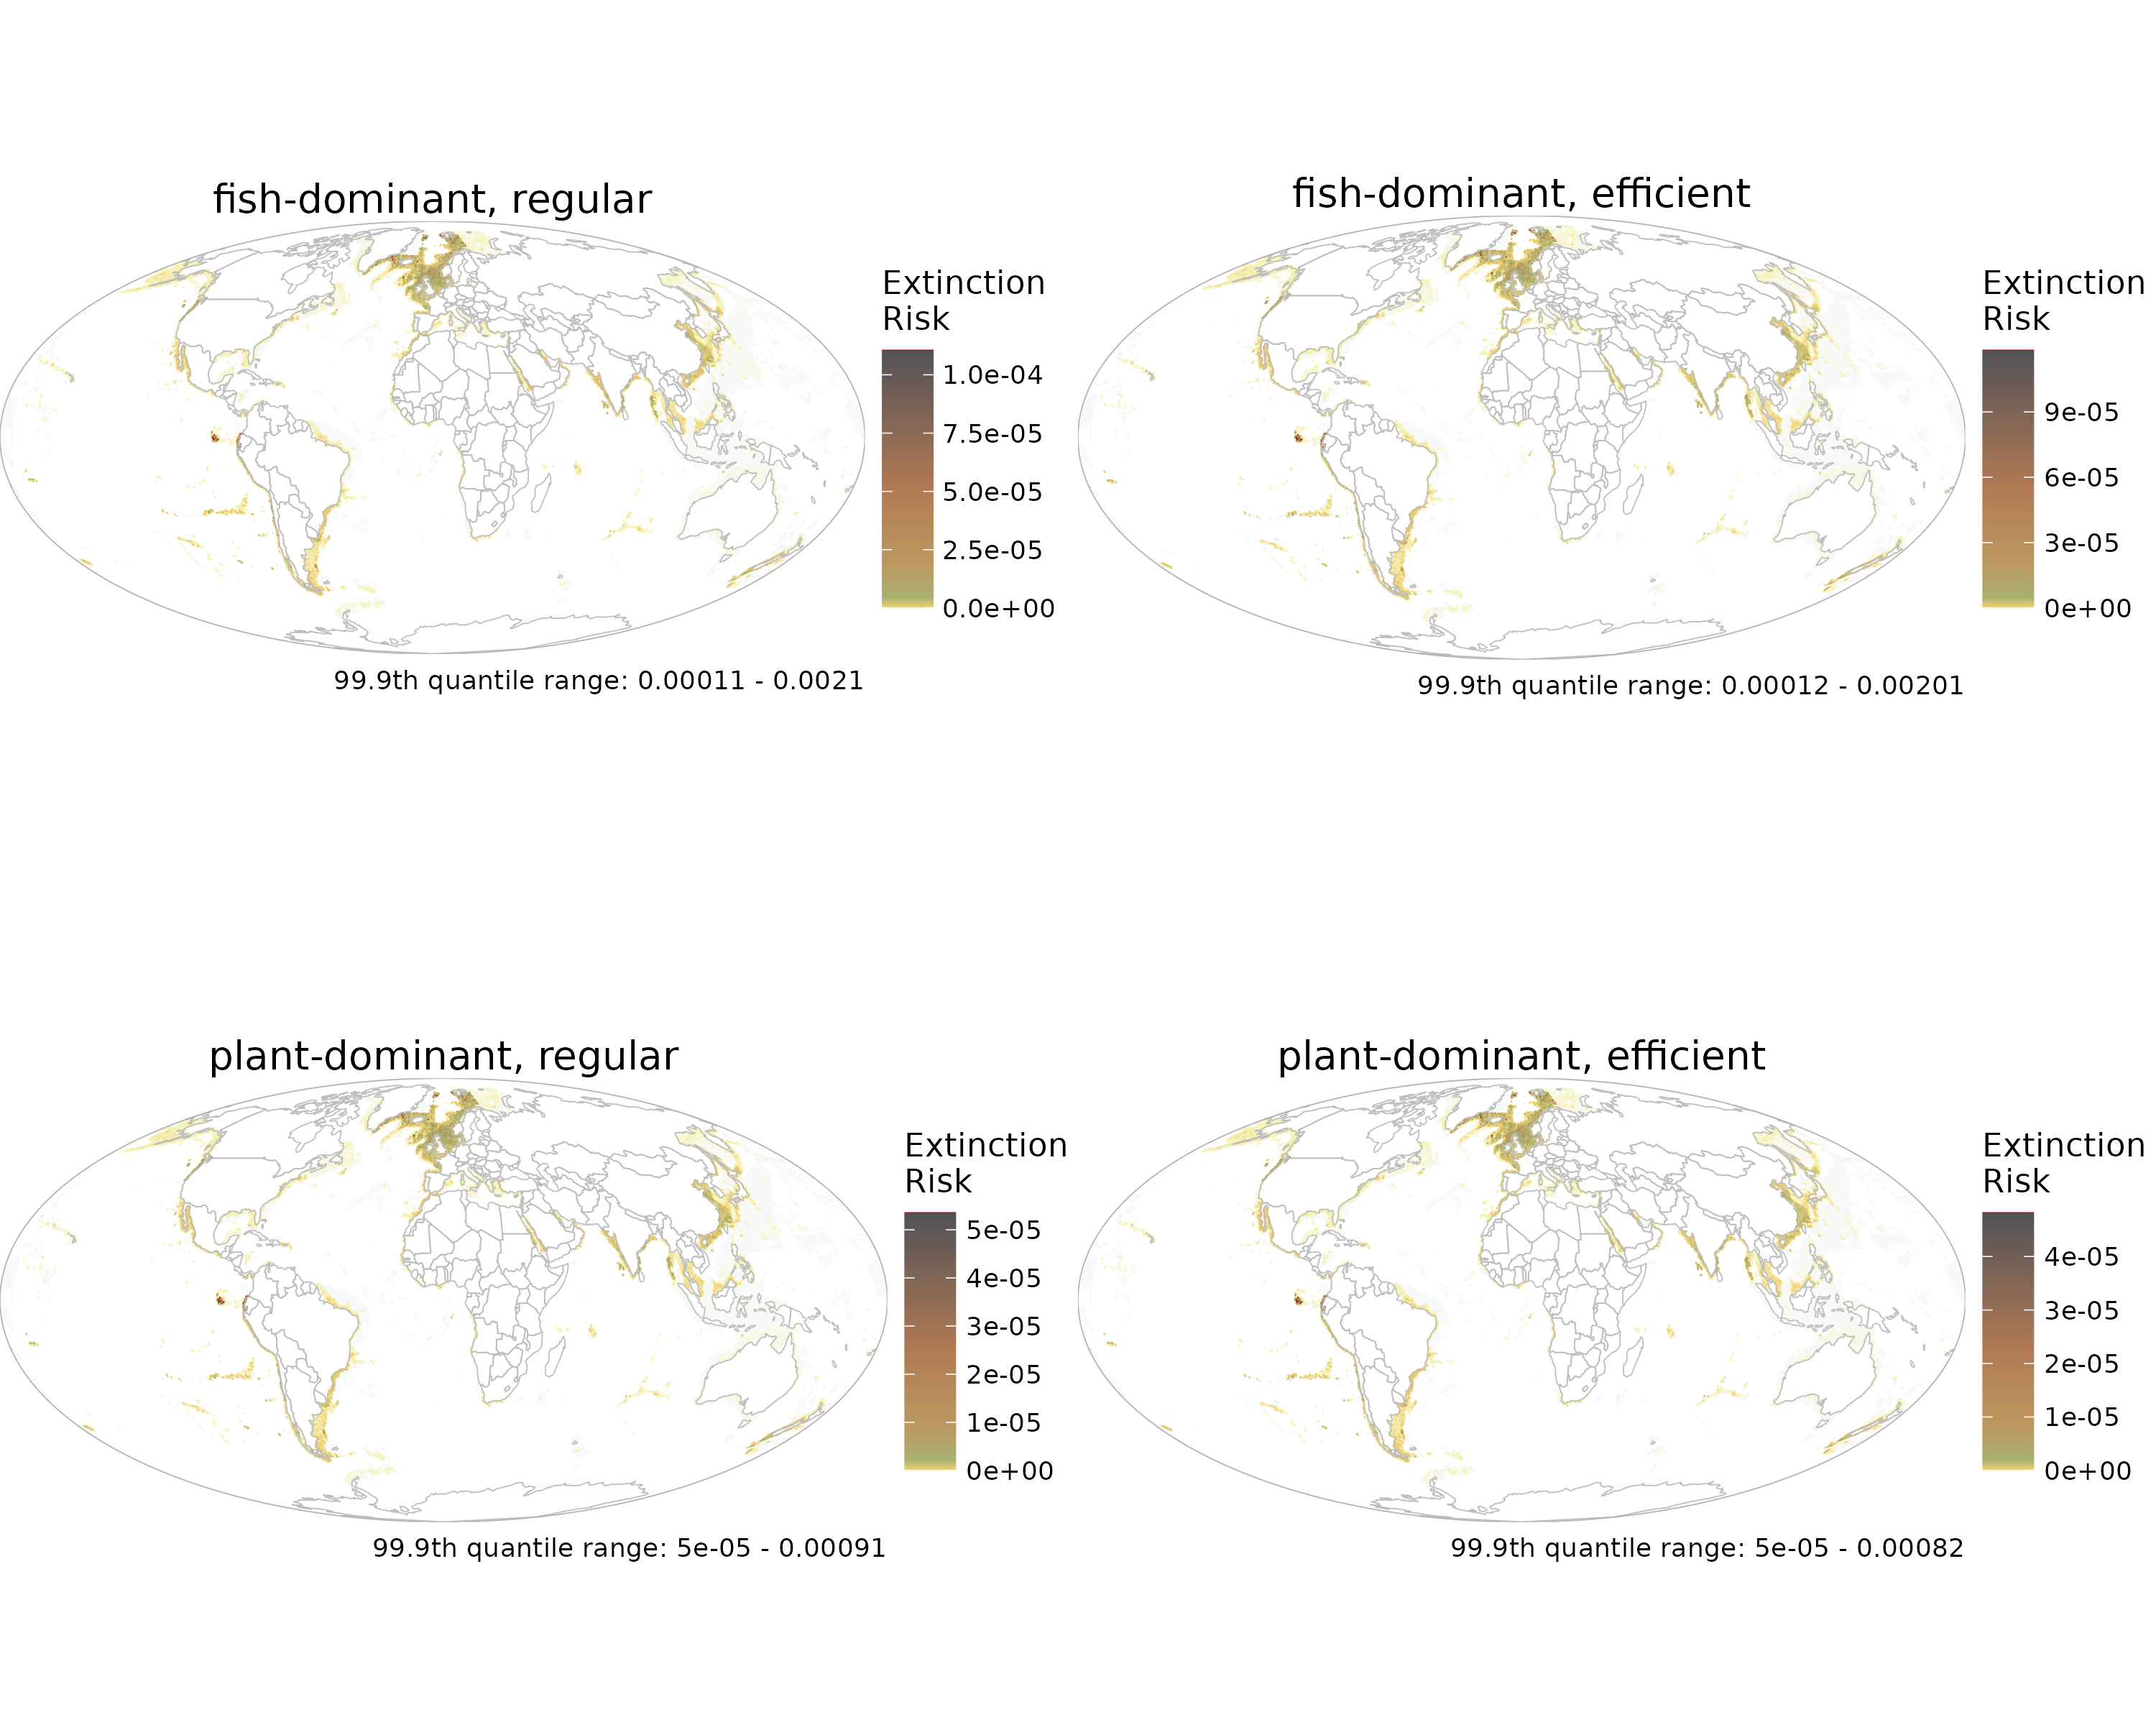 fish-dominant, regular
Extinction
Risk
1.0e-04
7.5e-05
5.0e-05
2.5e-05
0.0e+00
99.9th quantile range: 0.00011 - 0.0021
fish-dominant, efficient
Extinction
Risk
9e-05
6e-05
3e-05
0e+00
99.9th quantile range: 0.00012 - 0.00201
plant-dominant, regular
Extinction
Risk
5e-05
4e-05
3e-05
2e-05
1e-05
0e+00
99.9th quantile range: 5e-05 - 0.00091
plant-dominant, efficient
Extinction
Risk
4e-05
3e-05
2e-05
1e-05
0e+00
99.9th quantile range: 5e-05 - 0.00082